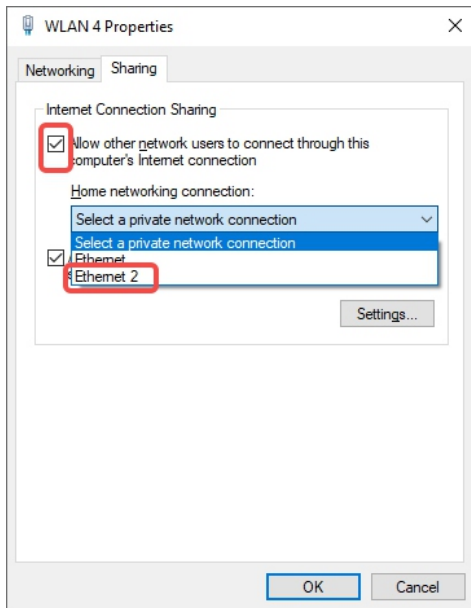 WLAN 4 Properties
Networking
Sharing
Internet Connection Sharing
Allow other network users to connect through this
computer's Internet connection
Home networking connection:
Select a private network connection
Select a private network connection
Ethernet
Ethernet 2
Settings...
OK
Cancel